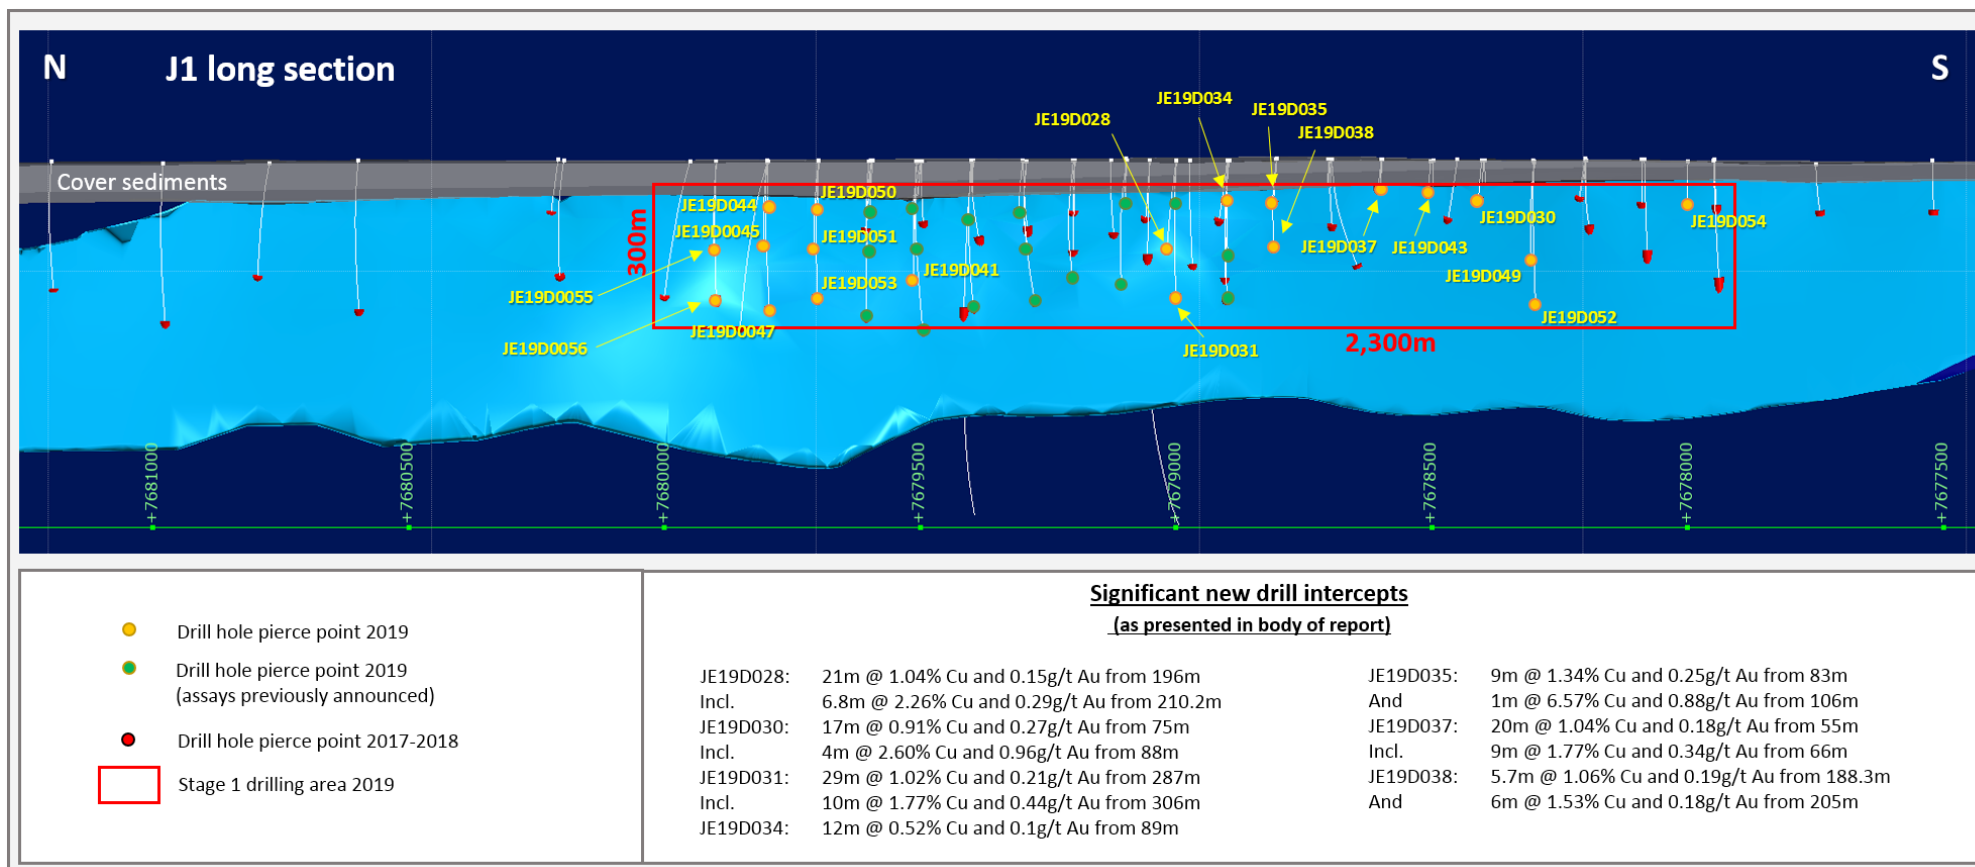 N
J1 long section
S
JE19D034
JE19D035
JE19D028
JE19D038
Cover sediments
JE19D050
JE19D044
JE19D030
JE19D054
JE19D0045
JE19D051
JE19D037
JE19D043
300m
JE19D041
JE19D049
JE19D053
JE19D0055
JE19D052
JE19D0047
JE19D0056
JE19D031
2,300m
+7681000
+7680500
+7680000
+7679500
+7679000
+7678500
+7678000
+7677500
Drill hole pierce point 2019
Drill hole pierce point 2019
(assays previously announced)
Drill hole pierce point 2017-2018
Stage 1 drilling area 2019
Significant new drill intercepts
(as presented in body of report)
JE19D028: 21m @ 1.04% Cu and 0.15g/t Au from 196m
Incl. 6.8m @ 2.26% Cu and 0.29g/t Au from 210.2m
JE19D030: 17m @ 0.91% Cu and 0.27g/t Au from 75m
Incl. 4m @ 2.60% Cu and 0.96g/t Au from 88m
JE19D031: 29m @ 1.02% Cu and 0.21g/t Au from 287m
Incl. 10m @ 1.77% Cu and 0.44g/t Au from 306m
JE19D034: 12m @ 0.52% Cu and 0.1g/t Au from 89m
JE19D035: 9m @ 1.34% Cu and 0.25g/t Au from 83m
And 1m @ 6.57% Cu and 0.88g/t Au from 106m
JE19D037: 20m @ 1.04% Cu and 0.18g/t Au from 55m
Incl. 9m @ 1.77% Cu and 0.34g/t Au from 66m
JE19D038: 5.7m @ 1.06% Cu and 0.19g/t Au from 188.3m
And 6m @ 1.53% Cu and 0.18g/t Au from 205m